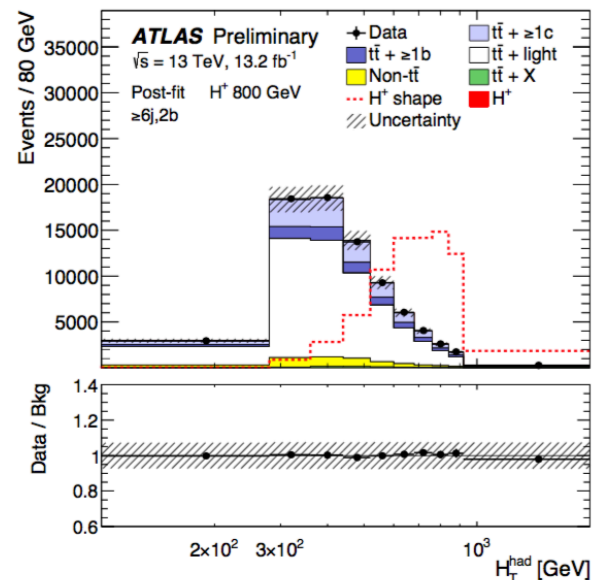 ATLAS Preliminary
√s = 13 TeV, 13.2 fb⁻¹
Post-fit H⁺ 800 GeV
≥6j,2b
Data
tt̄ + ≥1c
tt̄ + ≥1b
tt̄ + light
Non-tt̄
tt̄ + X
H⁺ shape
H⁺
Uncertainty
Events / 80 GeV
35000
30000
25000
20000
15000
10000
5000
Data / Bkg
1.4
1.2
1
0.8
0.6
2×10²
3×10²
10³
H_T^had [GeV]